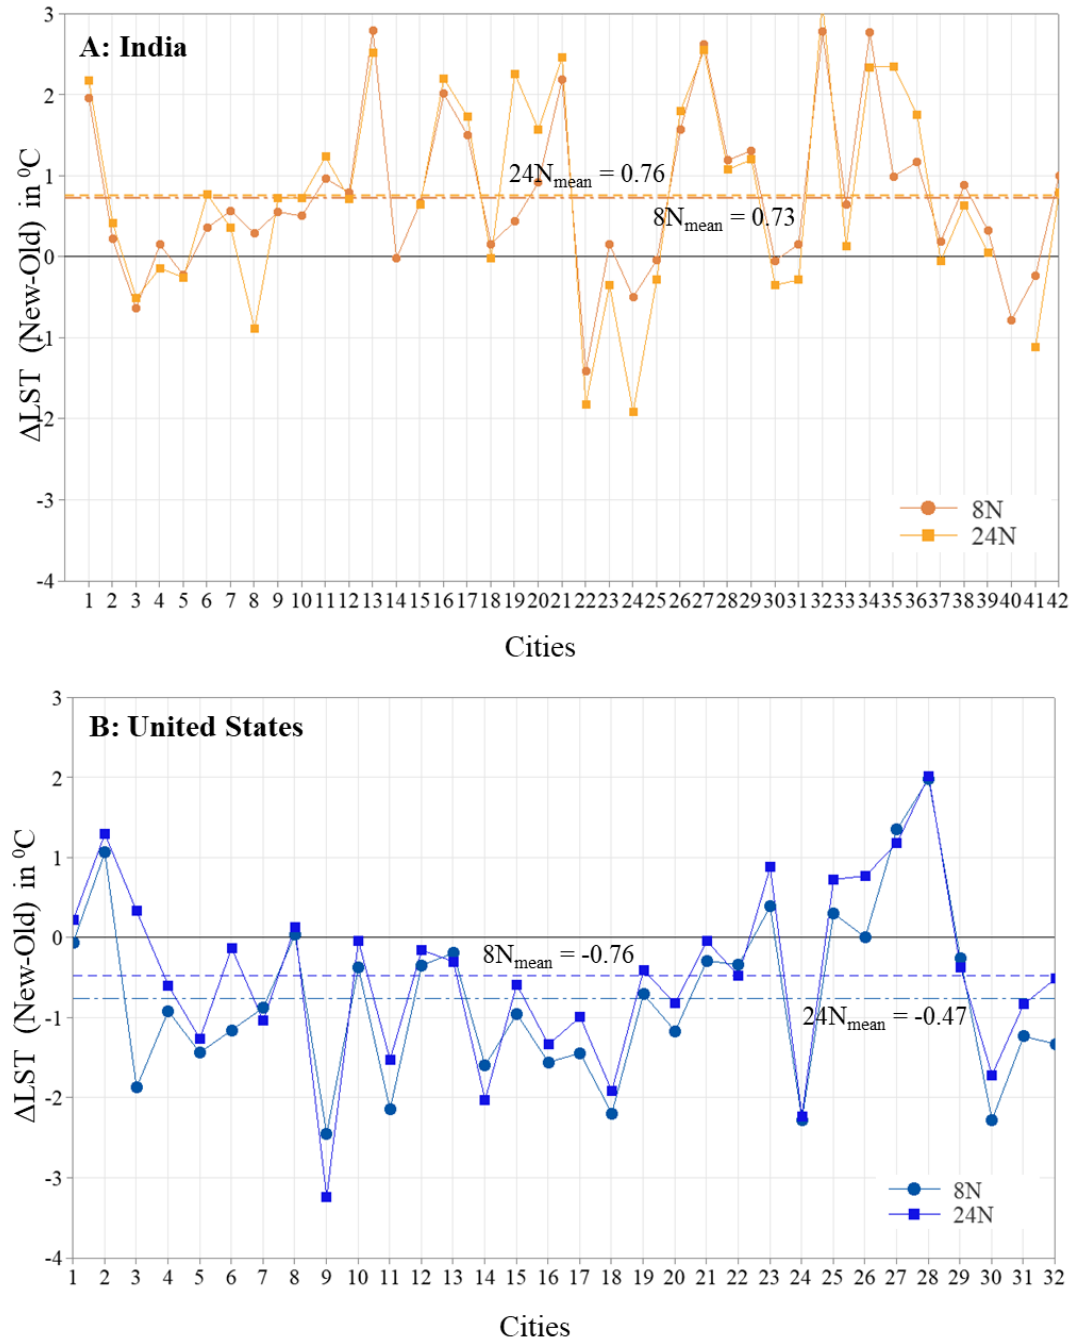 A: India
3
2
1
0
-1
-2
-3
-4
ΔLST (New-Old) in ⁰C
24Nmean = 0.76
8Nmean = 0.73
8N
24N
1 2 3 4 5 6 7 8 9 10 11 12 13 14 15 16 17 18 19 20 21 22 23 24 25 26 27 28 29 30 31 32 33 34 35 36 37 38 39 40 41 42
Cities
B: United States
3
2
1
0
-1
-2
-3
-4
ΔLST (New-Old) in ⁰C
8Nmean = -0.76
24Nmean = -0.47
8N
24N
1 2 3 4 5 6 7 8 9 10 11 12 13 14 15 16 17 18 19 20 21 22 23 24 25 26 27 28 29 30 31 32
Cities